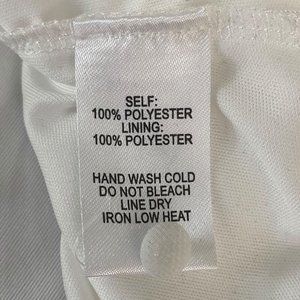 SELF:
100% POLYESTER
LINING:
100% POLYESTER
HAND WASH COLD
DO NOT BLEACH
LINE DRY
IRON LOW HEAT